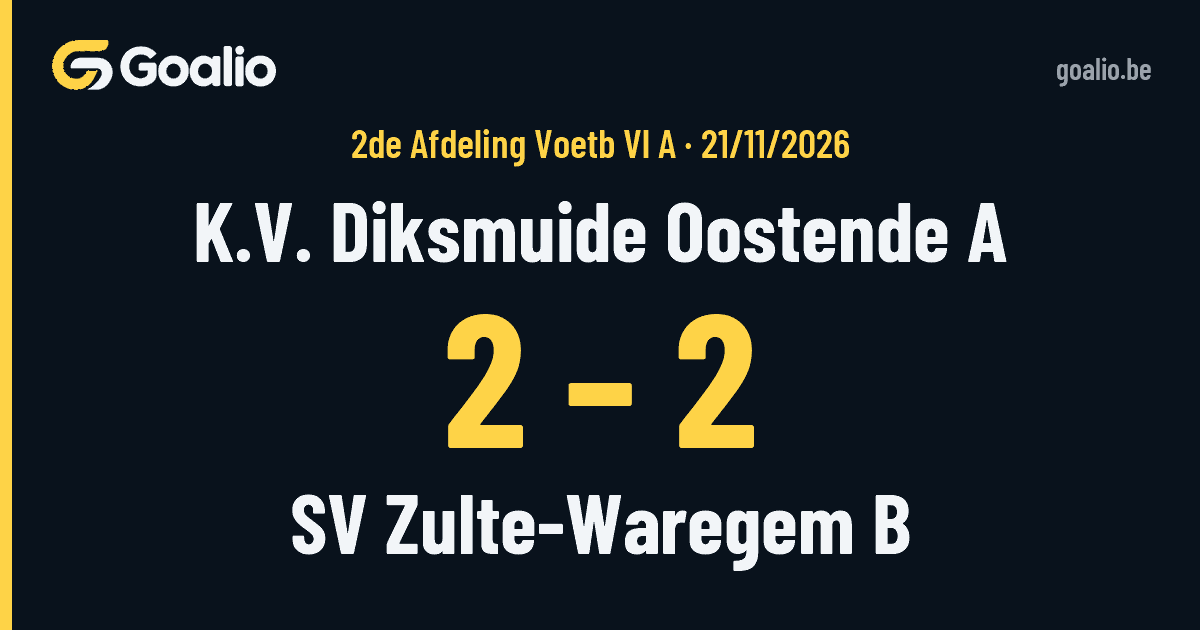 Goalio
goalio.be
2de Afdeling Voetb Vl A · 21/11/2026
K.V. Diksmuide Oostende A
2 – 2
SV Zulte-Waregem B